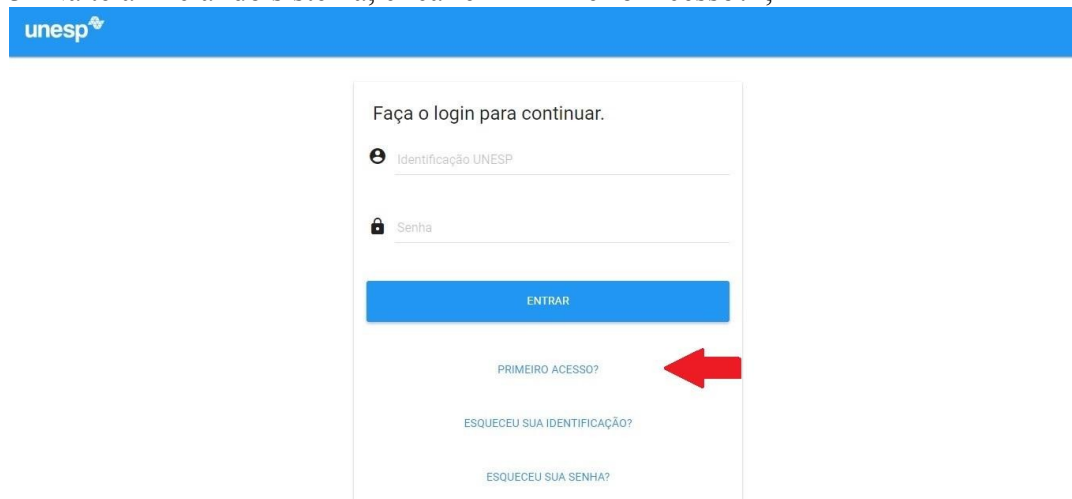 unesp
Faça o login para continuar.
Identificação UNESP
Senha
ENTRAR
PRIMEIRO ACESSO?
ESQUECEU SUA IDENTIFICAÇÃO?
ESQUECEU SUA SENHA?